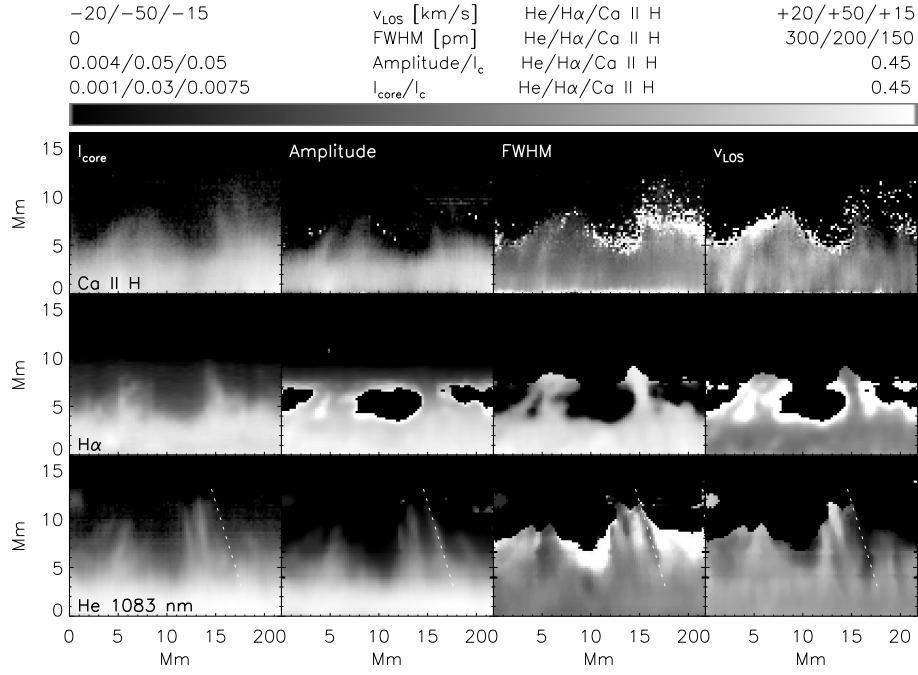 −20/−50/−15 v_LOS [km/s] He/Hα/Ca II H +20/+50/+15
0 FWHM [pm] He/Hα/Ca II H 300/200/150
0.004/0.05/0.05 Amplitude/I_c He/Hα/Ca II H 0.45
0.001/0.03/0.0075 I_core/I_c He/Hα/Ca II H 0.45
15 I_core Amplitude FWHM v_LOS
10
Mm
5
0 Ca II H
15
10
Mm
5
0 Hα
15
10
Mm
5
0 He 1083 nm
0 5 10 15 20 0 5 10 15 20 0 5 10 15 20 0 5 10 15 20
Mm Mm Mm Mm